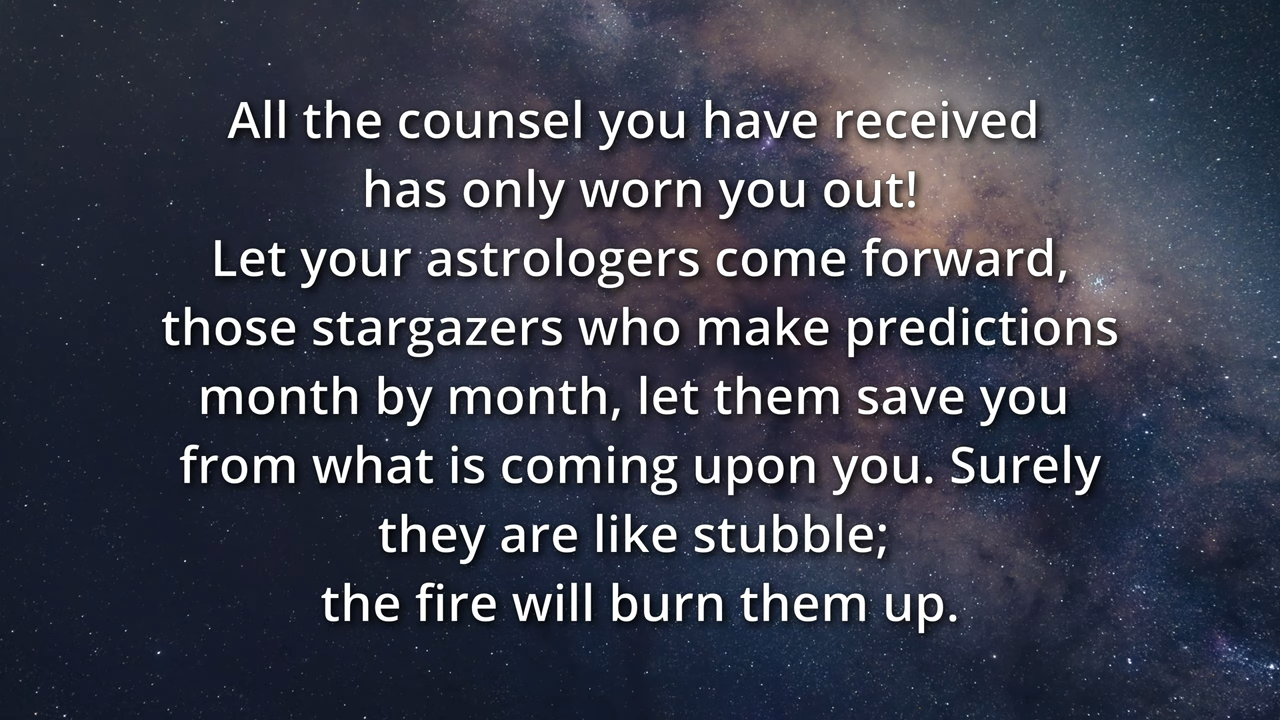 All the counsel you have received
has only worn you out!
Let your astrologers come forward,
those stargazers who make predictions
month by month, let them save you
from what is coming upon you. Surely
they are like stubble;
the fire will burn them up.